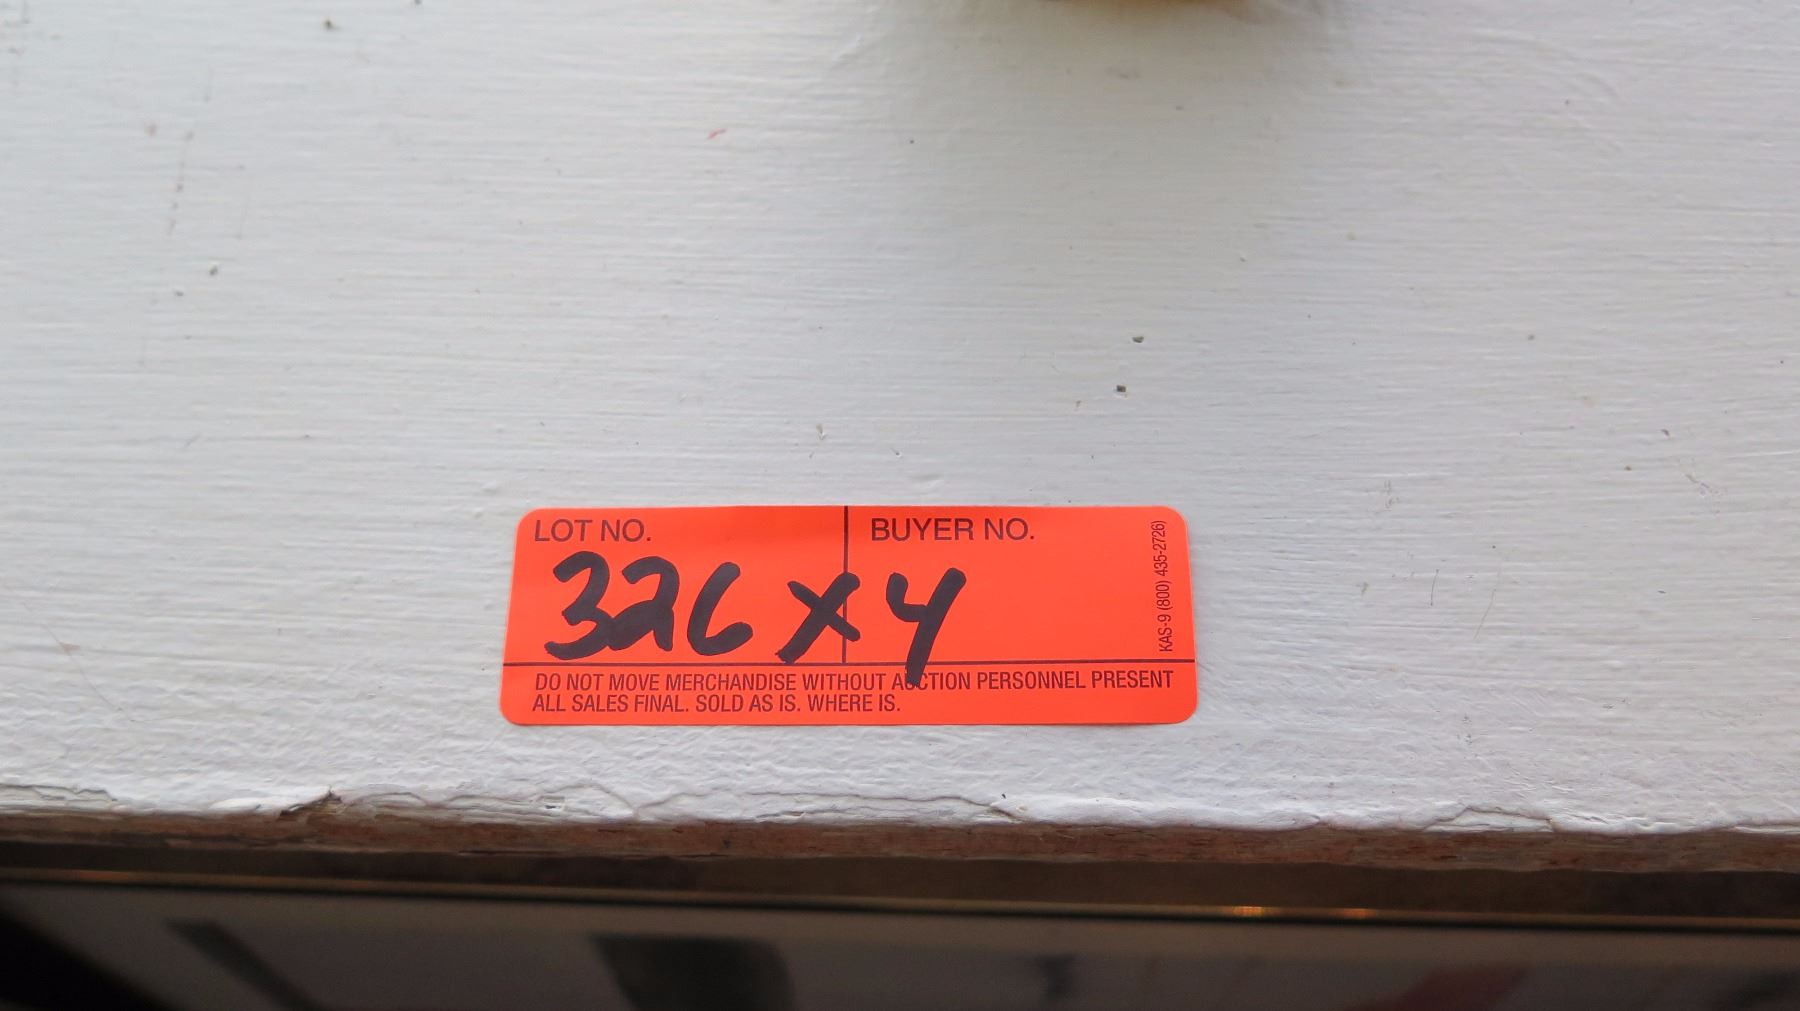 LOT NO. BUYER NO.
326 x 4
KAS-9 (800) 435-2726)
DO NOT MOVE MERCHANDISE WITHOUT AUCTION PERSONNEL PRESENT
ALL SALES FINAL. SOLD AS IS. WHERE IS.